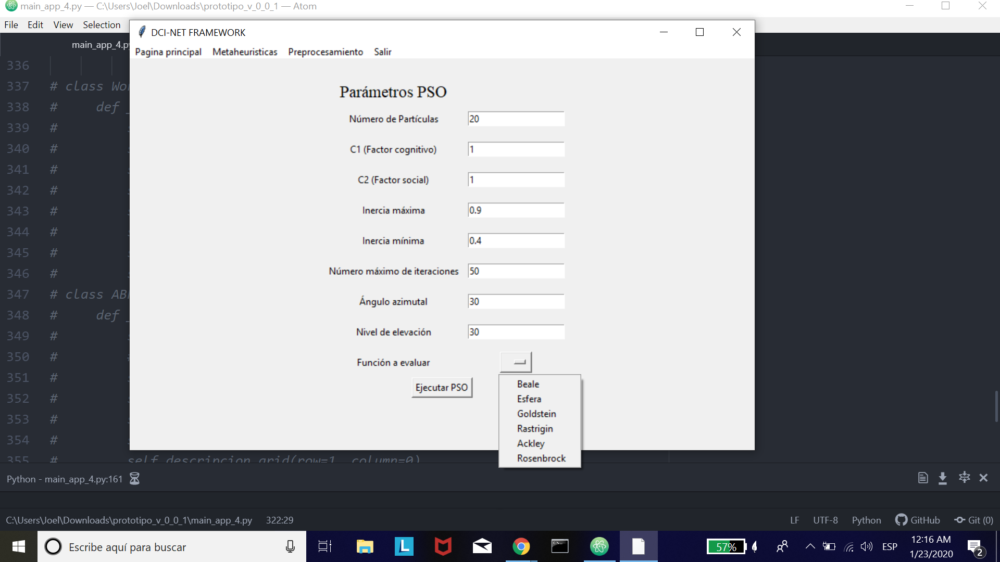 main_app_4.py — C:\Users\Joel\Downloads\prototipo_v_0_0_1 — Atom
File Edit View Selection
DCI-NET FRAMEWORK
main_app_4.py
Pagina principal Metaheuristicas Preprocesamiento Salir
336
337 # class
338 # def
339 #
340 #
341 #
342 #
343 #
344 #
345 #
346 #
347 # class
348 # def
349 #
350 #
351 #
352 #
353 #
354 #
355 # self.descripcion.grid(row=1, column=0)
Parámetros PSO
Número de Partículas 20
C1 (Factor cognitivo) 1
C2 (Factor social) 1
Inercia máxima 0.9
Inercia mínima 0.4
Número máximo de iteraciones 50
Ángulo azimutal 30
Nivel de elevación 30
Función a evaluar
Ejecutar PSO
Beale
Esfera
Goldstein
Rastrigin
Ackley
Rosenbrock
Python - main_app_4.py:161
C:\Users\Joel\Downloads\prototipo_v_0_0_1\main_app_4.py 322:29
LF UTF-8 Python GitHub Git (0)
Escribe aquí para buscar
L
57%
ESP
12:16 AM
1/23/2020
2